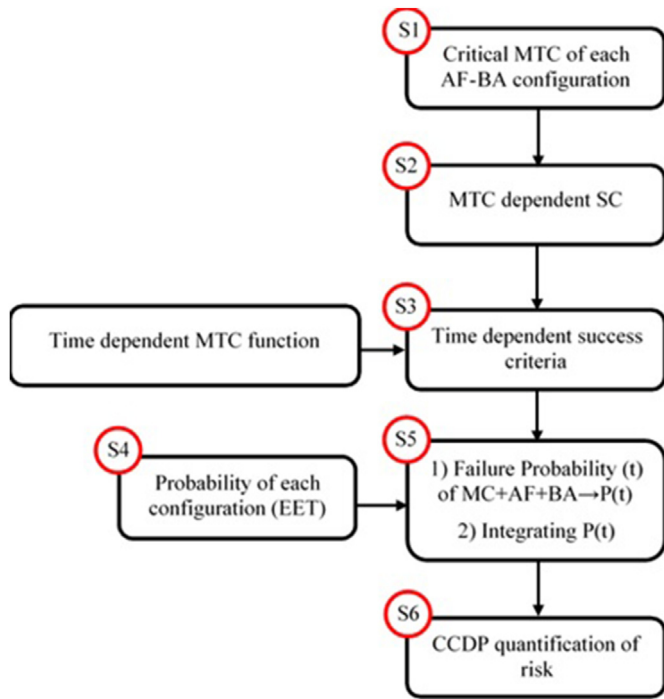 S1
Critical MTC of each
AF-BA configuration
S2
MTC dependent SC
S3
Time dependent MTC function
Time dependent success
criteria
S4
Probability of each
configuration (EET)
S5
1) Failure Probability (t)
of MC+AF+BA→P(t)
2) Integrating P(t)
S6
CCDP quantification of
risk